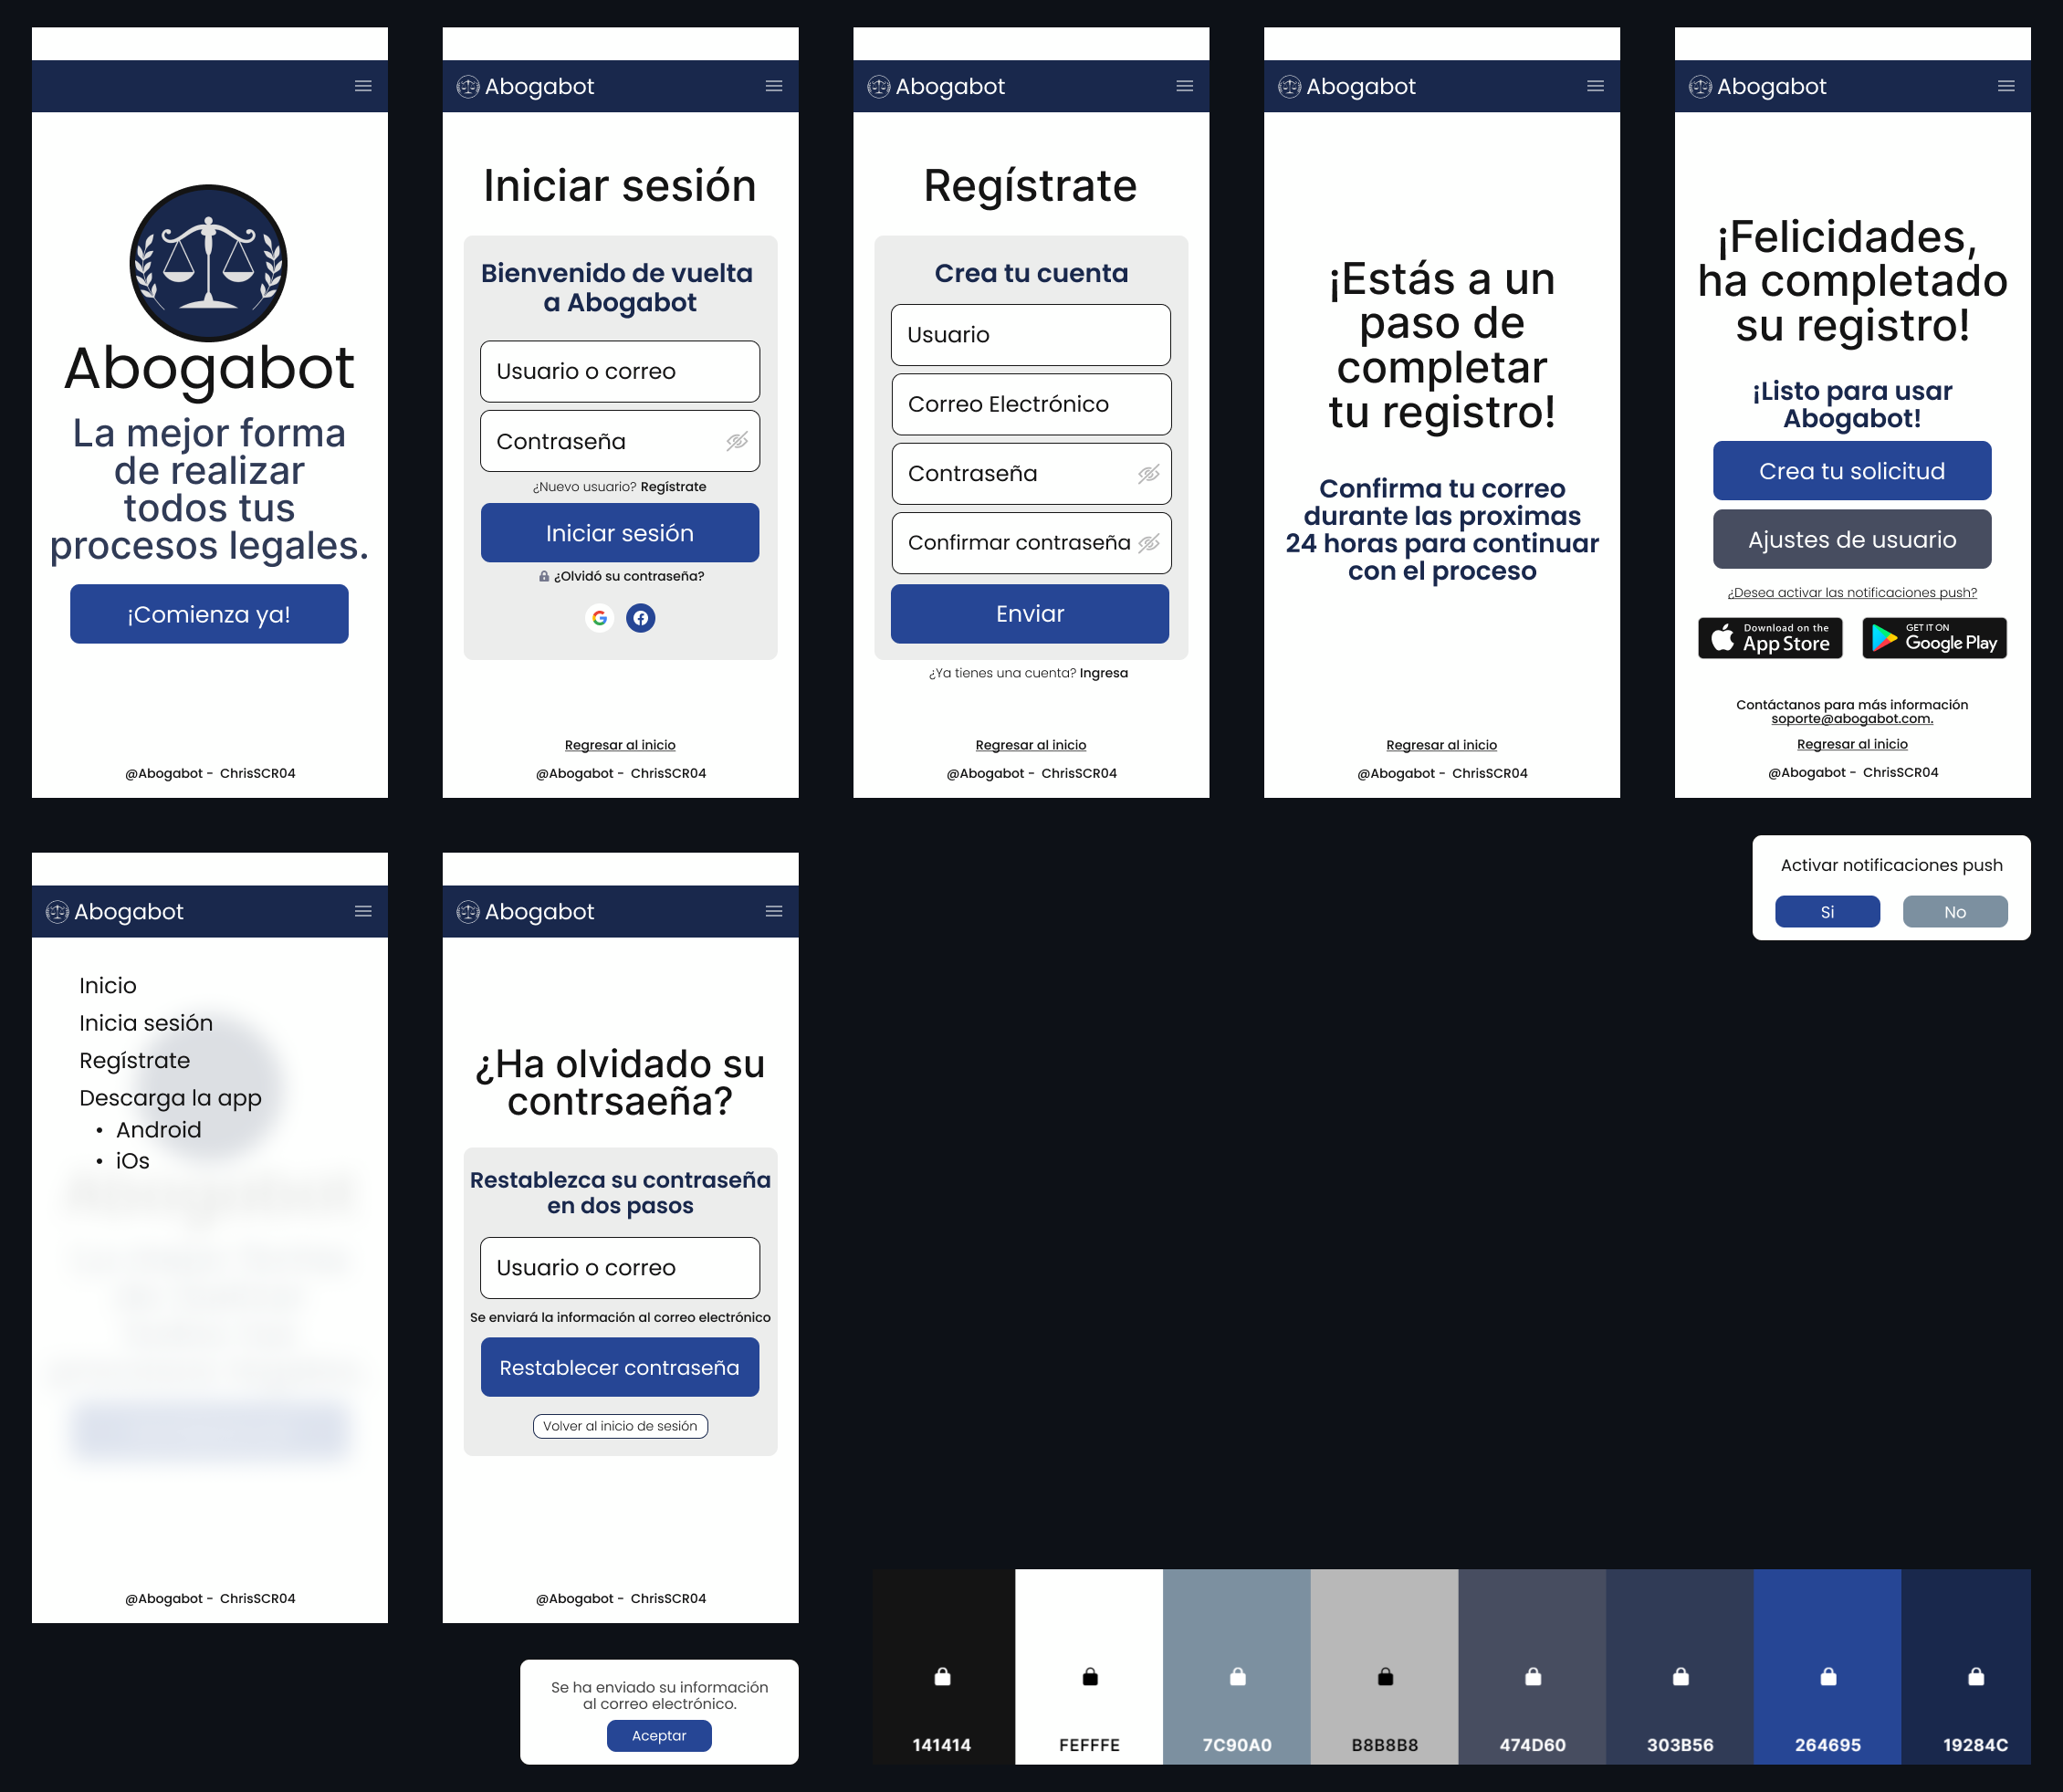 Abogabot
La mejor forma
de realizar
todos tus
procesos legales.
¡Comienza ya!
@Abogabot - ChrisSCR04
Abogabot
Iniciar sesión
Bienvenido de vuelta
a Abogabot
Usuario o correo
Contraseña
¿Nuevo usuario? Regístrate
Iniciar sesión
¿Olvidó su contraseña?
Regresar al inicio
@Abogabot - ChrisSCR04
Abogabot
Regístrate
Crea tu cuenta
Usuario
Correo Electrónico
Contraseña
Confirmar contraseña
Enviar
¿Ya tienes una cuenta? Ingresa
Regresar al inicio
@Abogabot - ChrisSCR04
Abogabot
¡Estás a un
paso de
completar
tu registro!
Confirma tu correo
durante las proximas
24 horas para continuar
con el proceso
Regresar al inicio
@Abogabot - ChrisSCR04
Abogabot
¡Felicidades,
ha completado
su registro!
¡Listo para usar
Abogabot!
Crea tu solicitud
Ajustes de usuario
¿Desea activar las notificaciones push?
Download on the
App Store
GET IT ON
Google Play
Contáctanos para más información
soporte@abogabot.com.
Regresar al inicio
@Abogabot - ChrisSCR04
Activar notificaciones push
Si
No
Abogabot
Inicio
Inicia sesión
Regístrate
Descarga la app
• Android
• iOs
@Abogabot - ChrisSCR04
Abogabot
¿Ha olvidado su
contrsaeña?
Restablezca su contraseña
en dos pasos
Usuario o correo
Se enviará la información al correo electrónico
Restablecer contraseña
Volver al inicio de sesión
@Abogabot - ChrisSCR04
Se ha enviado su información
al correo electrónico.
Aceptar
141414
FEFFFE
7C90A0
B8B8B8
474D60
303B56
264695
19284C